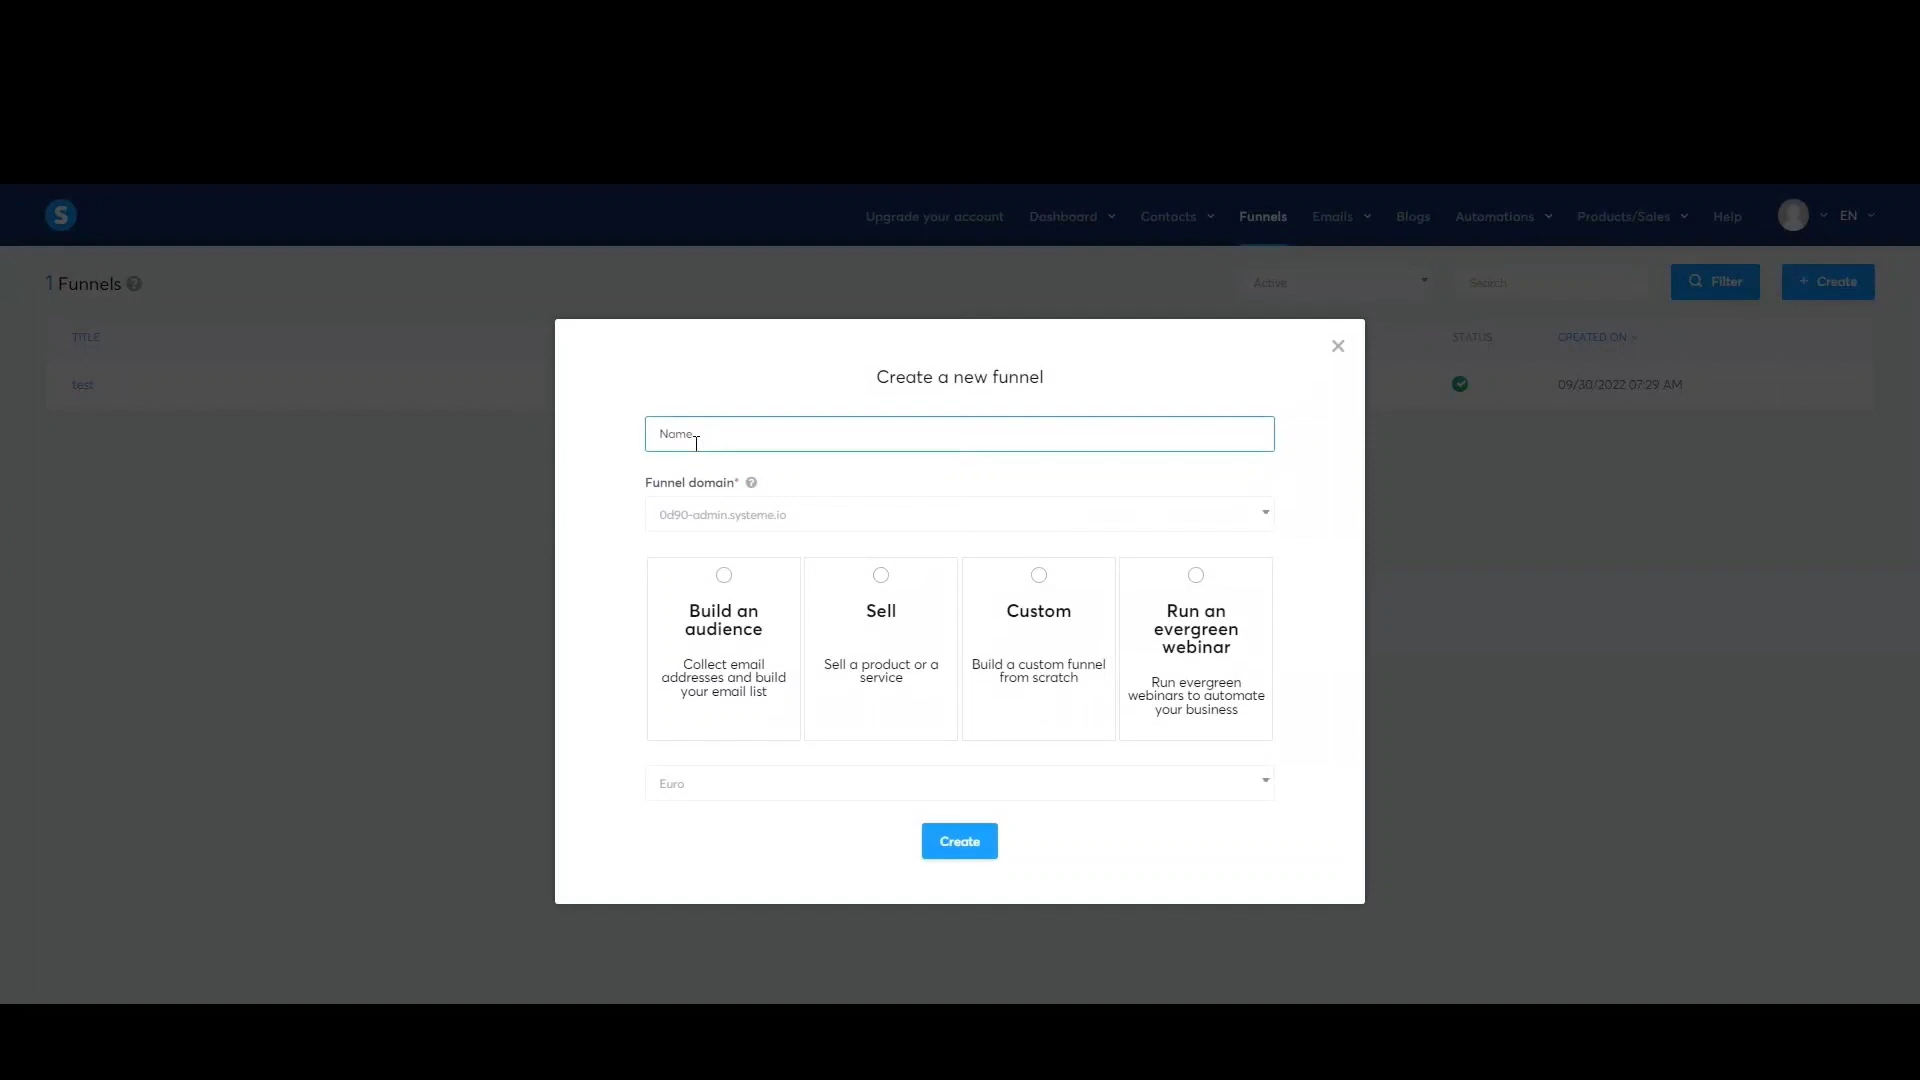 S
Upgrade your account Dashboard Contacts Funnels Emails Blogs Automations Products/Sales Help EN
1 Funnels ?
Active Search Filter + Create
TITLE STATUS CREATED ON
test 09/30/2022 07:29 AM
Create a new funnel
Name
Funnel domain* ?
0d90-admin.systeme.io
Build an
audience
Collect email
addresses and build
your email list
Sell
Sell a product or a
service
Custom
Build a custom funnel
from scratch
Run an
evergreen
webinar
Run evergreen
webinars to automate
your business
Euro
Create